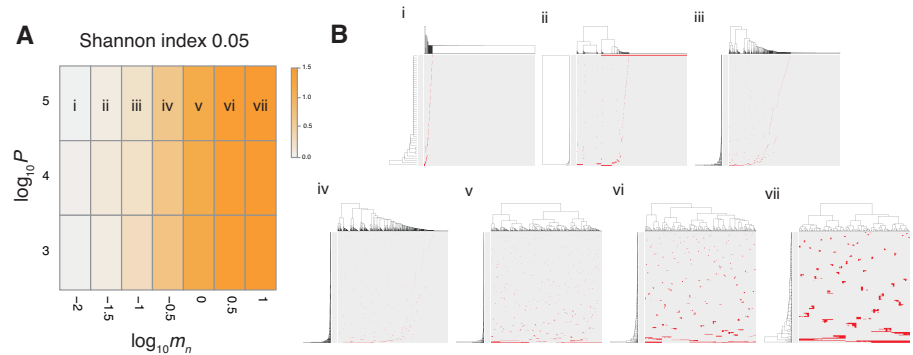 A
Shannon index 0.05
1.5
1.0
0.5
0.0
5
4
3
log10P
i
ii
iii
iv
v
vi
vii
-2
-1.5
-1
-0.5
0
0.5
1
log10mn
B
i
ii
iii
iv
v
vi
vii